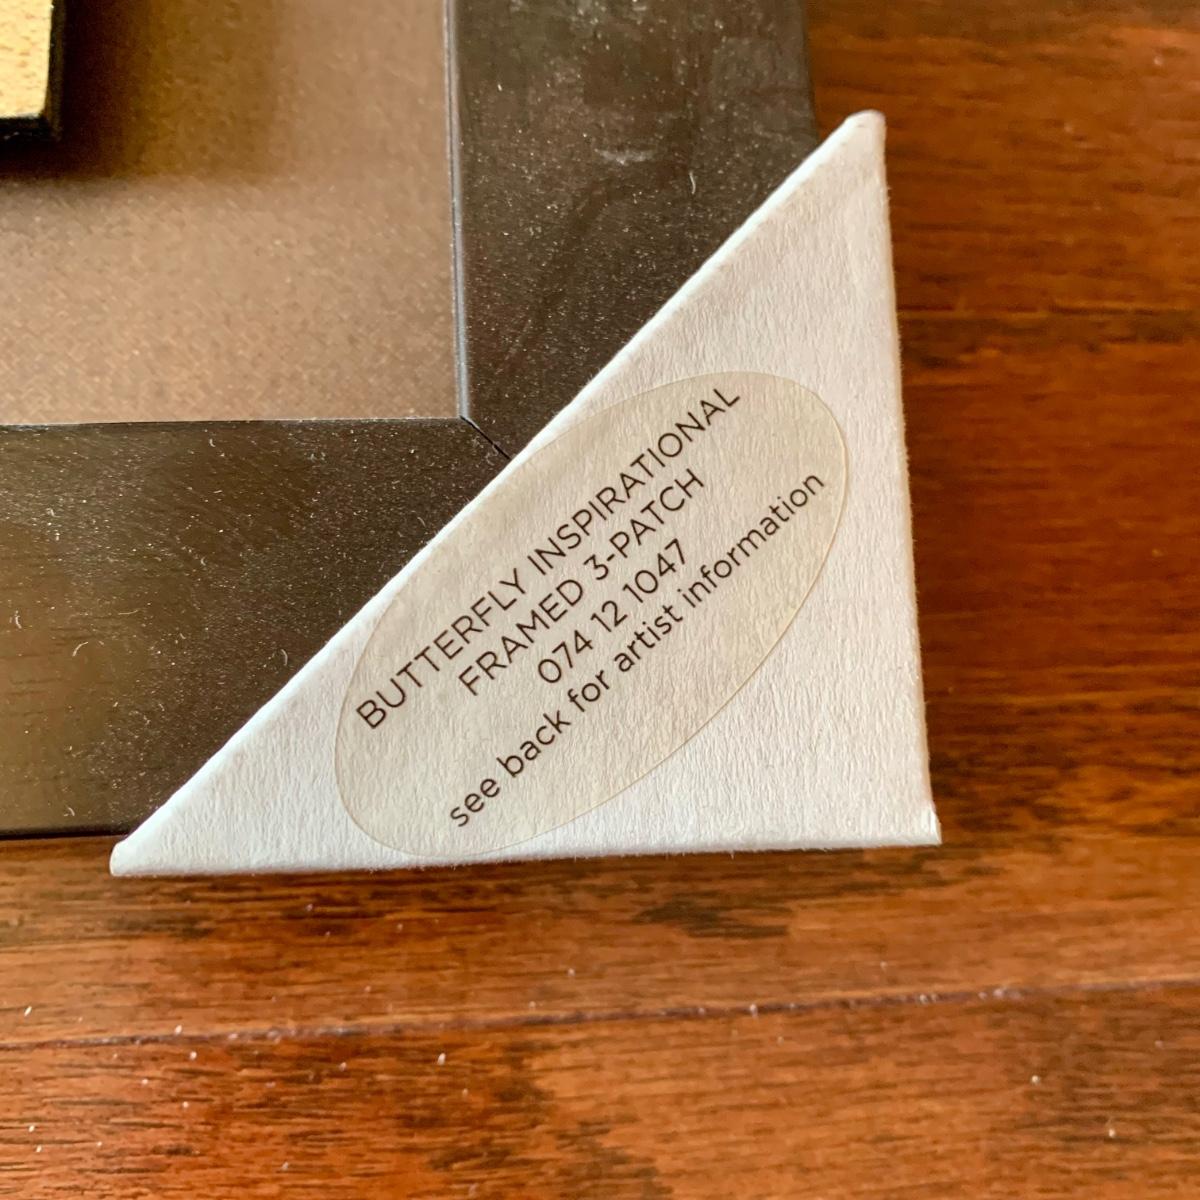 BUTTERFLY INSPIRATIONAL
FRAMED 3-PATCH
074 12 1047
see back for artist information